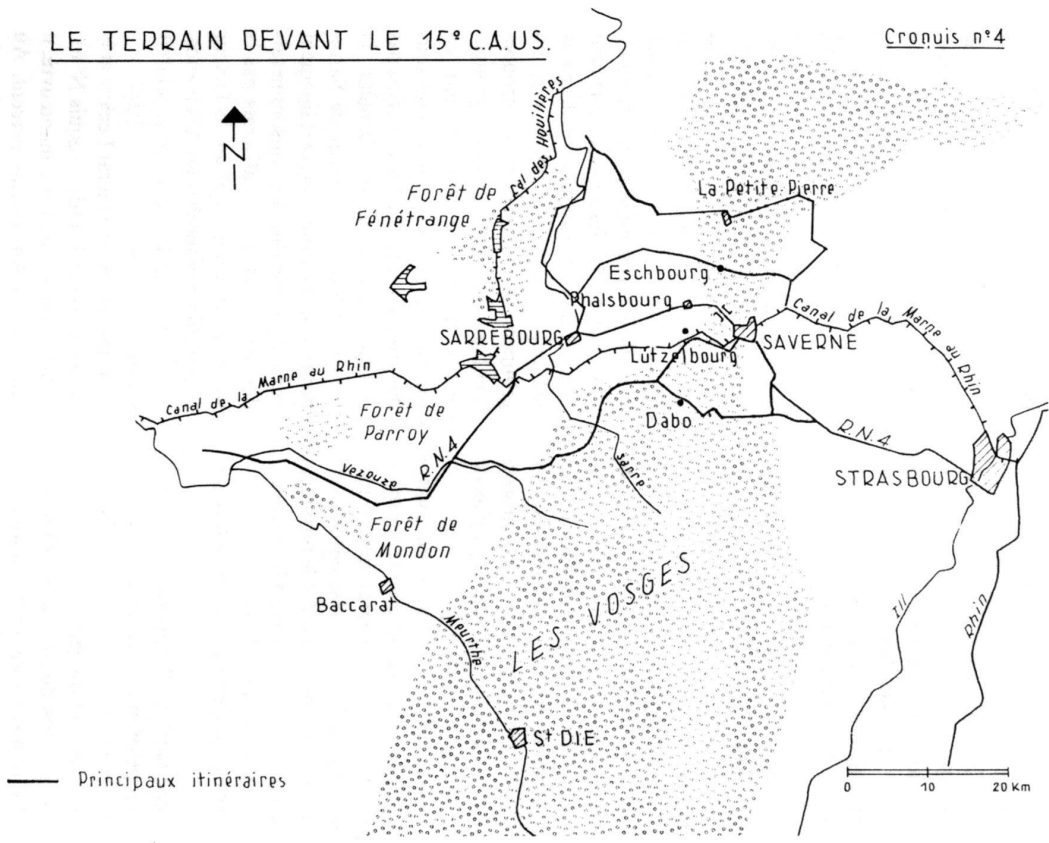 LE TERRAIN DEVANT LE 15e C.A.US.
Cronuis n°4
N
Forêt de
Fénétrange
Cal des Houillères
La Petite Pierre
Eschbourg
Phalsbourg
SARREBOURG
Lutzelbourg
SAVERNE
Canal de la Marne au Rhin
Canal de la Marne au Rhin
Forêt de
Parroy
R.N.4
Dabo
R.N.4
Vezouze
Sarre
STRASBOURG
Forêt de
Mondon
Baccarat
LES VOSGES
Meurthe
Ill
Rhin
St DIE
Principaux itinéraires
0 10 20 Km